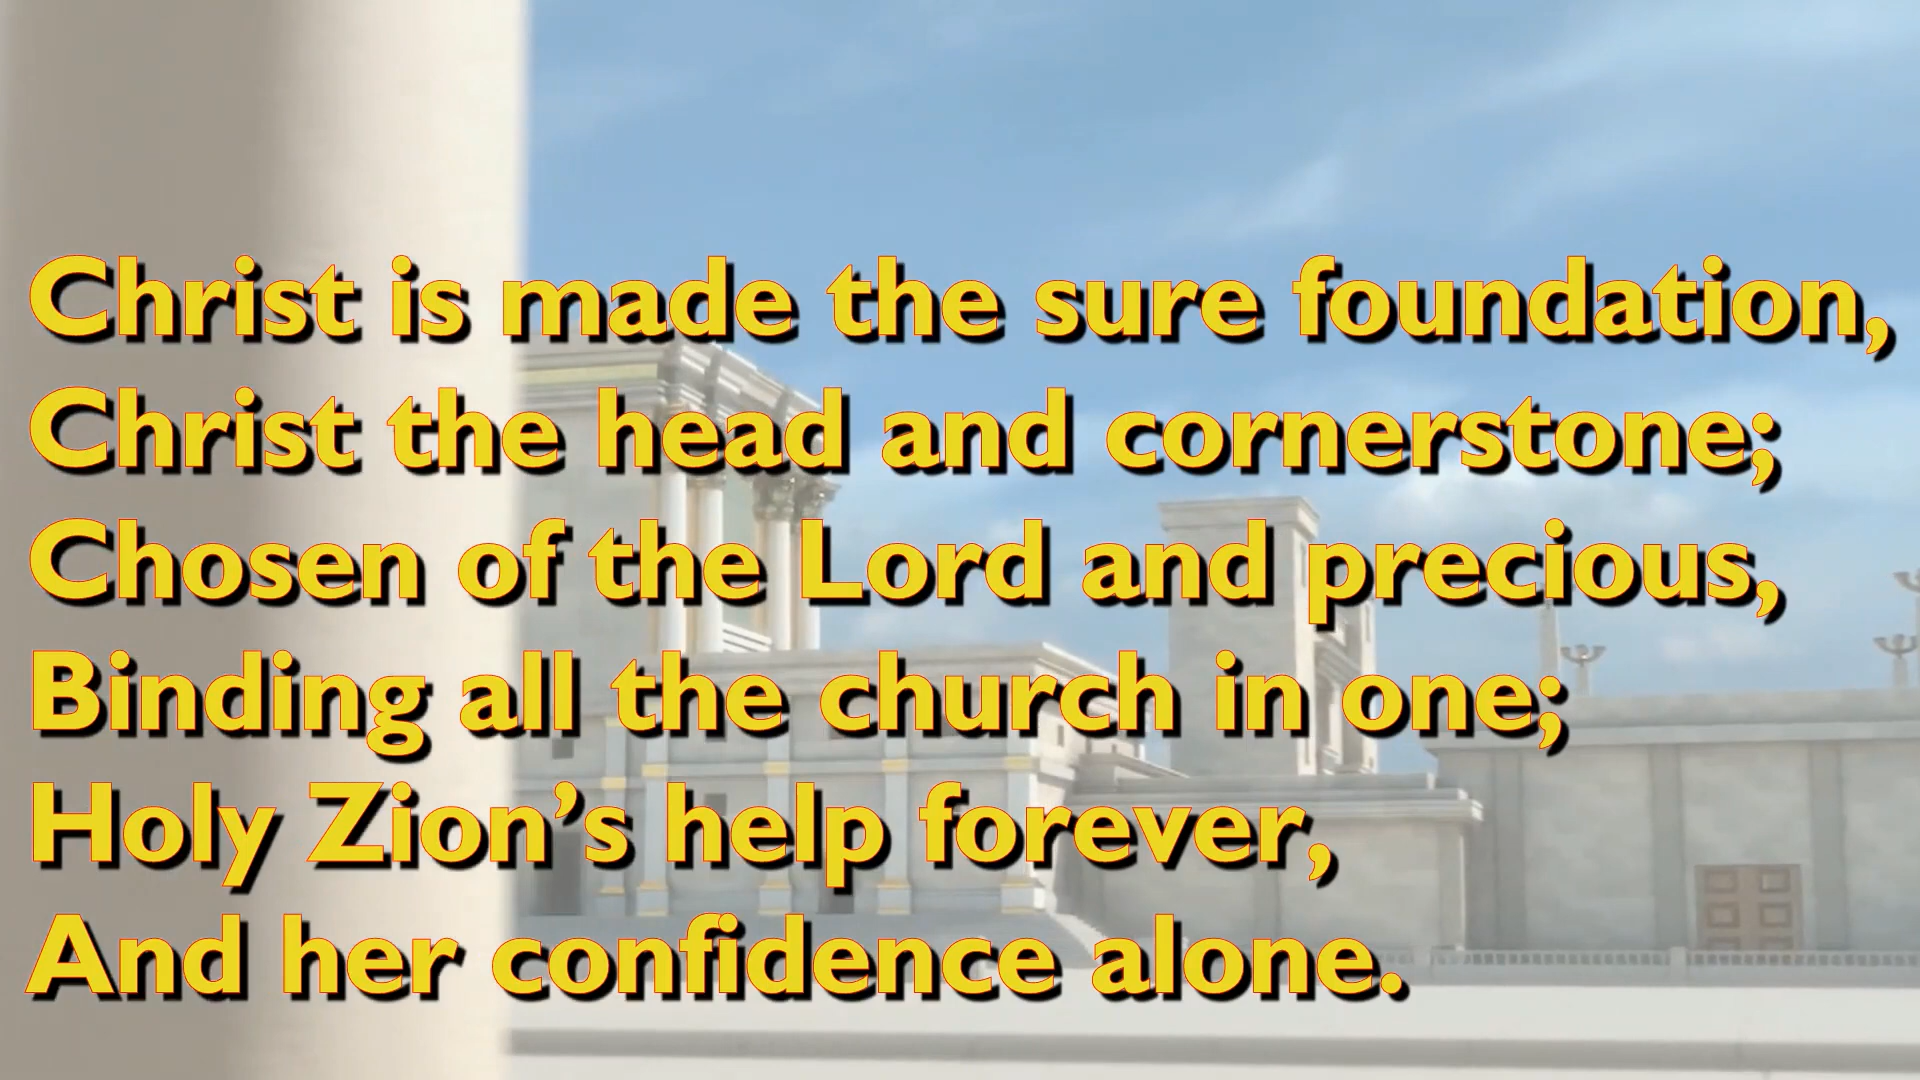 Christ is made the sure foundation,
Christ the head and cornerstone;
Chosen of the Lord and precious,
Binding all the church in one;
Holy Zion’s help forever,
And her confidence alone.